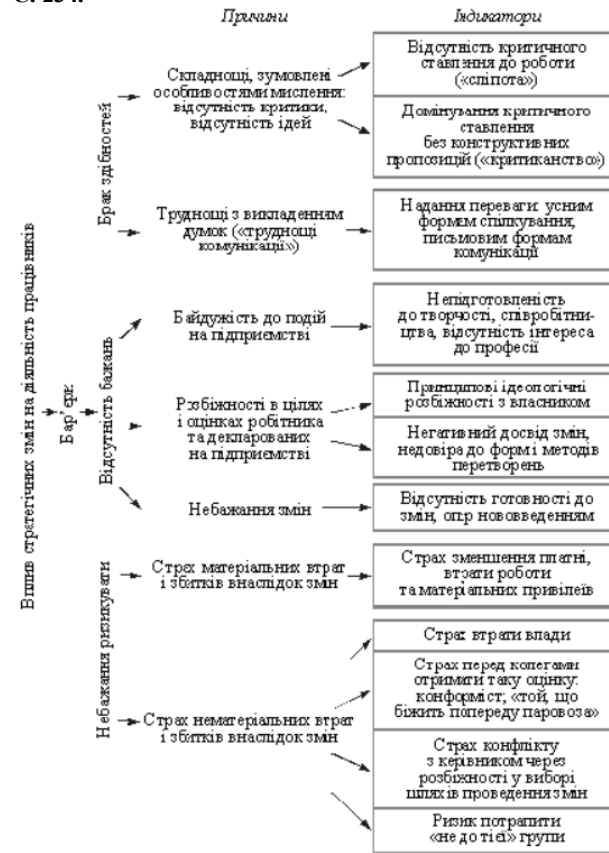 С. 254.
Причини
Індикатори
Вплив стратегічних змін на діяльність працівників
Бар’єрк
Брак здібностей
Складнощі, зумовлені
особливостями мислення:
відсутність критики,
відсутність ідей
Відсутність критичного
ставлення до роботи
(«сліпота»)
Домінування критичного
ставлення
без конструктивних
пропозицій («критиканство»)
Труднощі з викладенням
думок («труднощі
комунікації»)
Надання переваги усним
формам спілкування,
письмовим формам
комунікації
Відсутність бажань
Байдужість до подій
на підприємстві
Непідготовленість
до творчості, співробітни-
цтва, відсутність інтереса
до професії
Розбіжності в цілях
і оцінках робітника
та декларованих
на підприємстві
Принципові ідеологічні
розбіжності з власником
Негативний досвід змін,
недовіра до форм і методів
перетворень
Небажання змін
Відсутність готовності до
змін, опір нововведенням
Небажання ризикувати
Страх матеріальних втрат
і збитків внаслідок змін
Страх зменшення платні,
втрати роботи
та матеріальних привілеїв
Страх нематеріальних втрат
і збитків внаслідок змін
Страх втрати влади
Страх перед колегами
отримати таку оцінку:
конформіст; «той, що
біжить попереду паровоза»
Страх конфлікту
з керівником через
розбіжності у виборі
шляхів проведення змін
Ризик потрапити
«не до тієї» групи